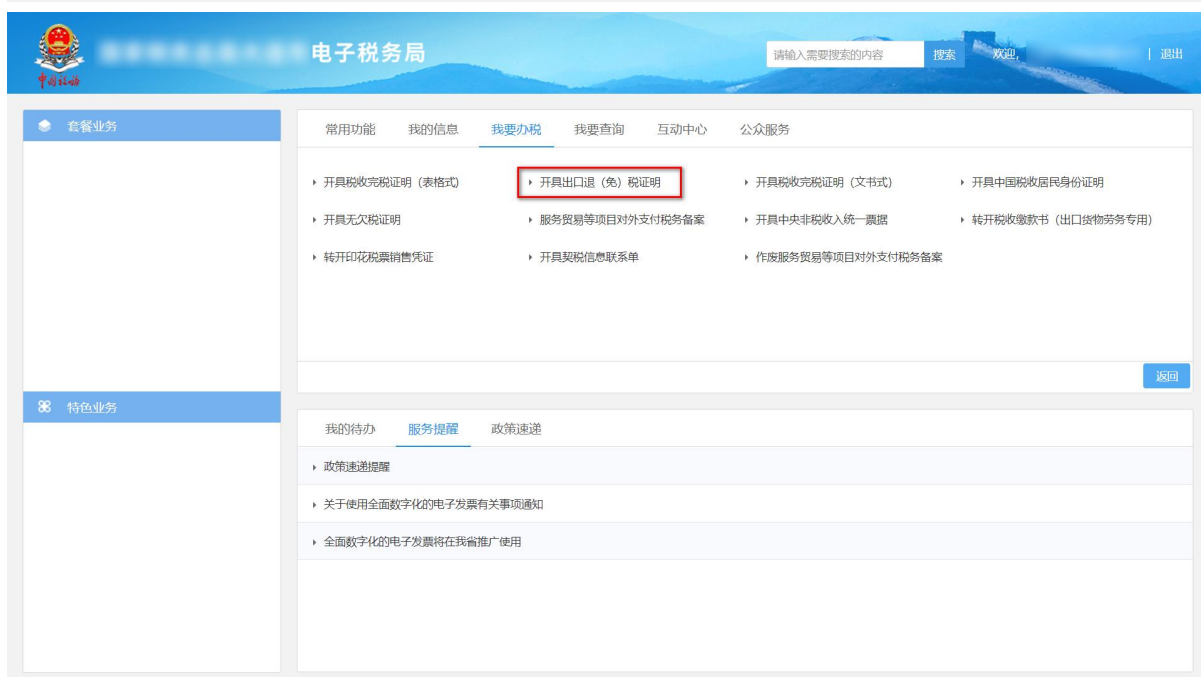 中国税务
电子税务局
请输入需要搜索的内容 搜索 欢迎, | 退出
套餐业务
常用功能 我的信息 我要办税 我要查询 互动中心 公众服务
开具税收完税证明（表格式） 开具出口退（免）税证明 开具税收完税证明（文书式） 开具中国税收居民身份证明
开具无欠税证明 服务贸易等项目对外支付税务备案 开具中央非税收入统一票据 转开税收缴款书（出口货物劳务专用）
转开印花税票销售凭证 开具契税信息联系单 作废服务贸易等项目对外支付税务备案
返回
特色业务
我的待办 服务提醒 政策速递
政策速递提醒
关于使用全面数字化的电子发票有关事项通知
全面数字化的电子发票将在我省推广使用